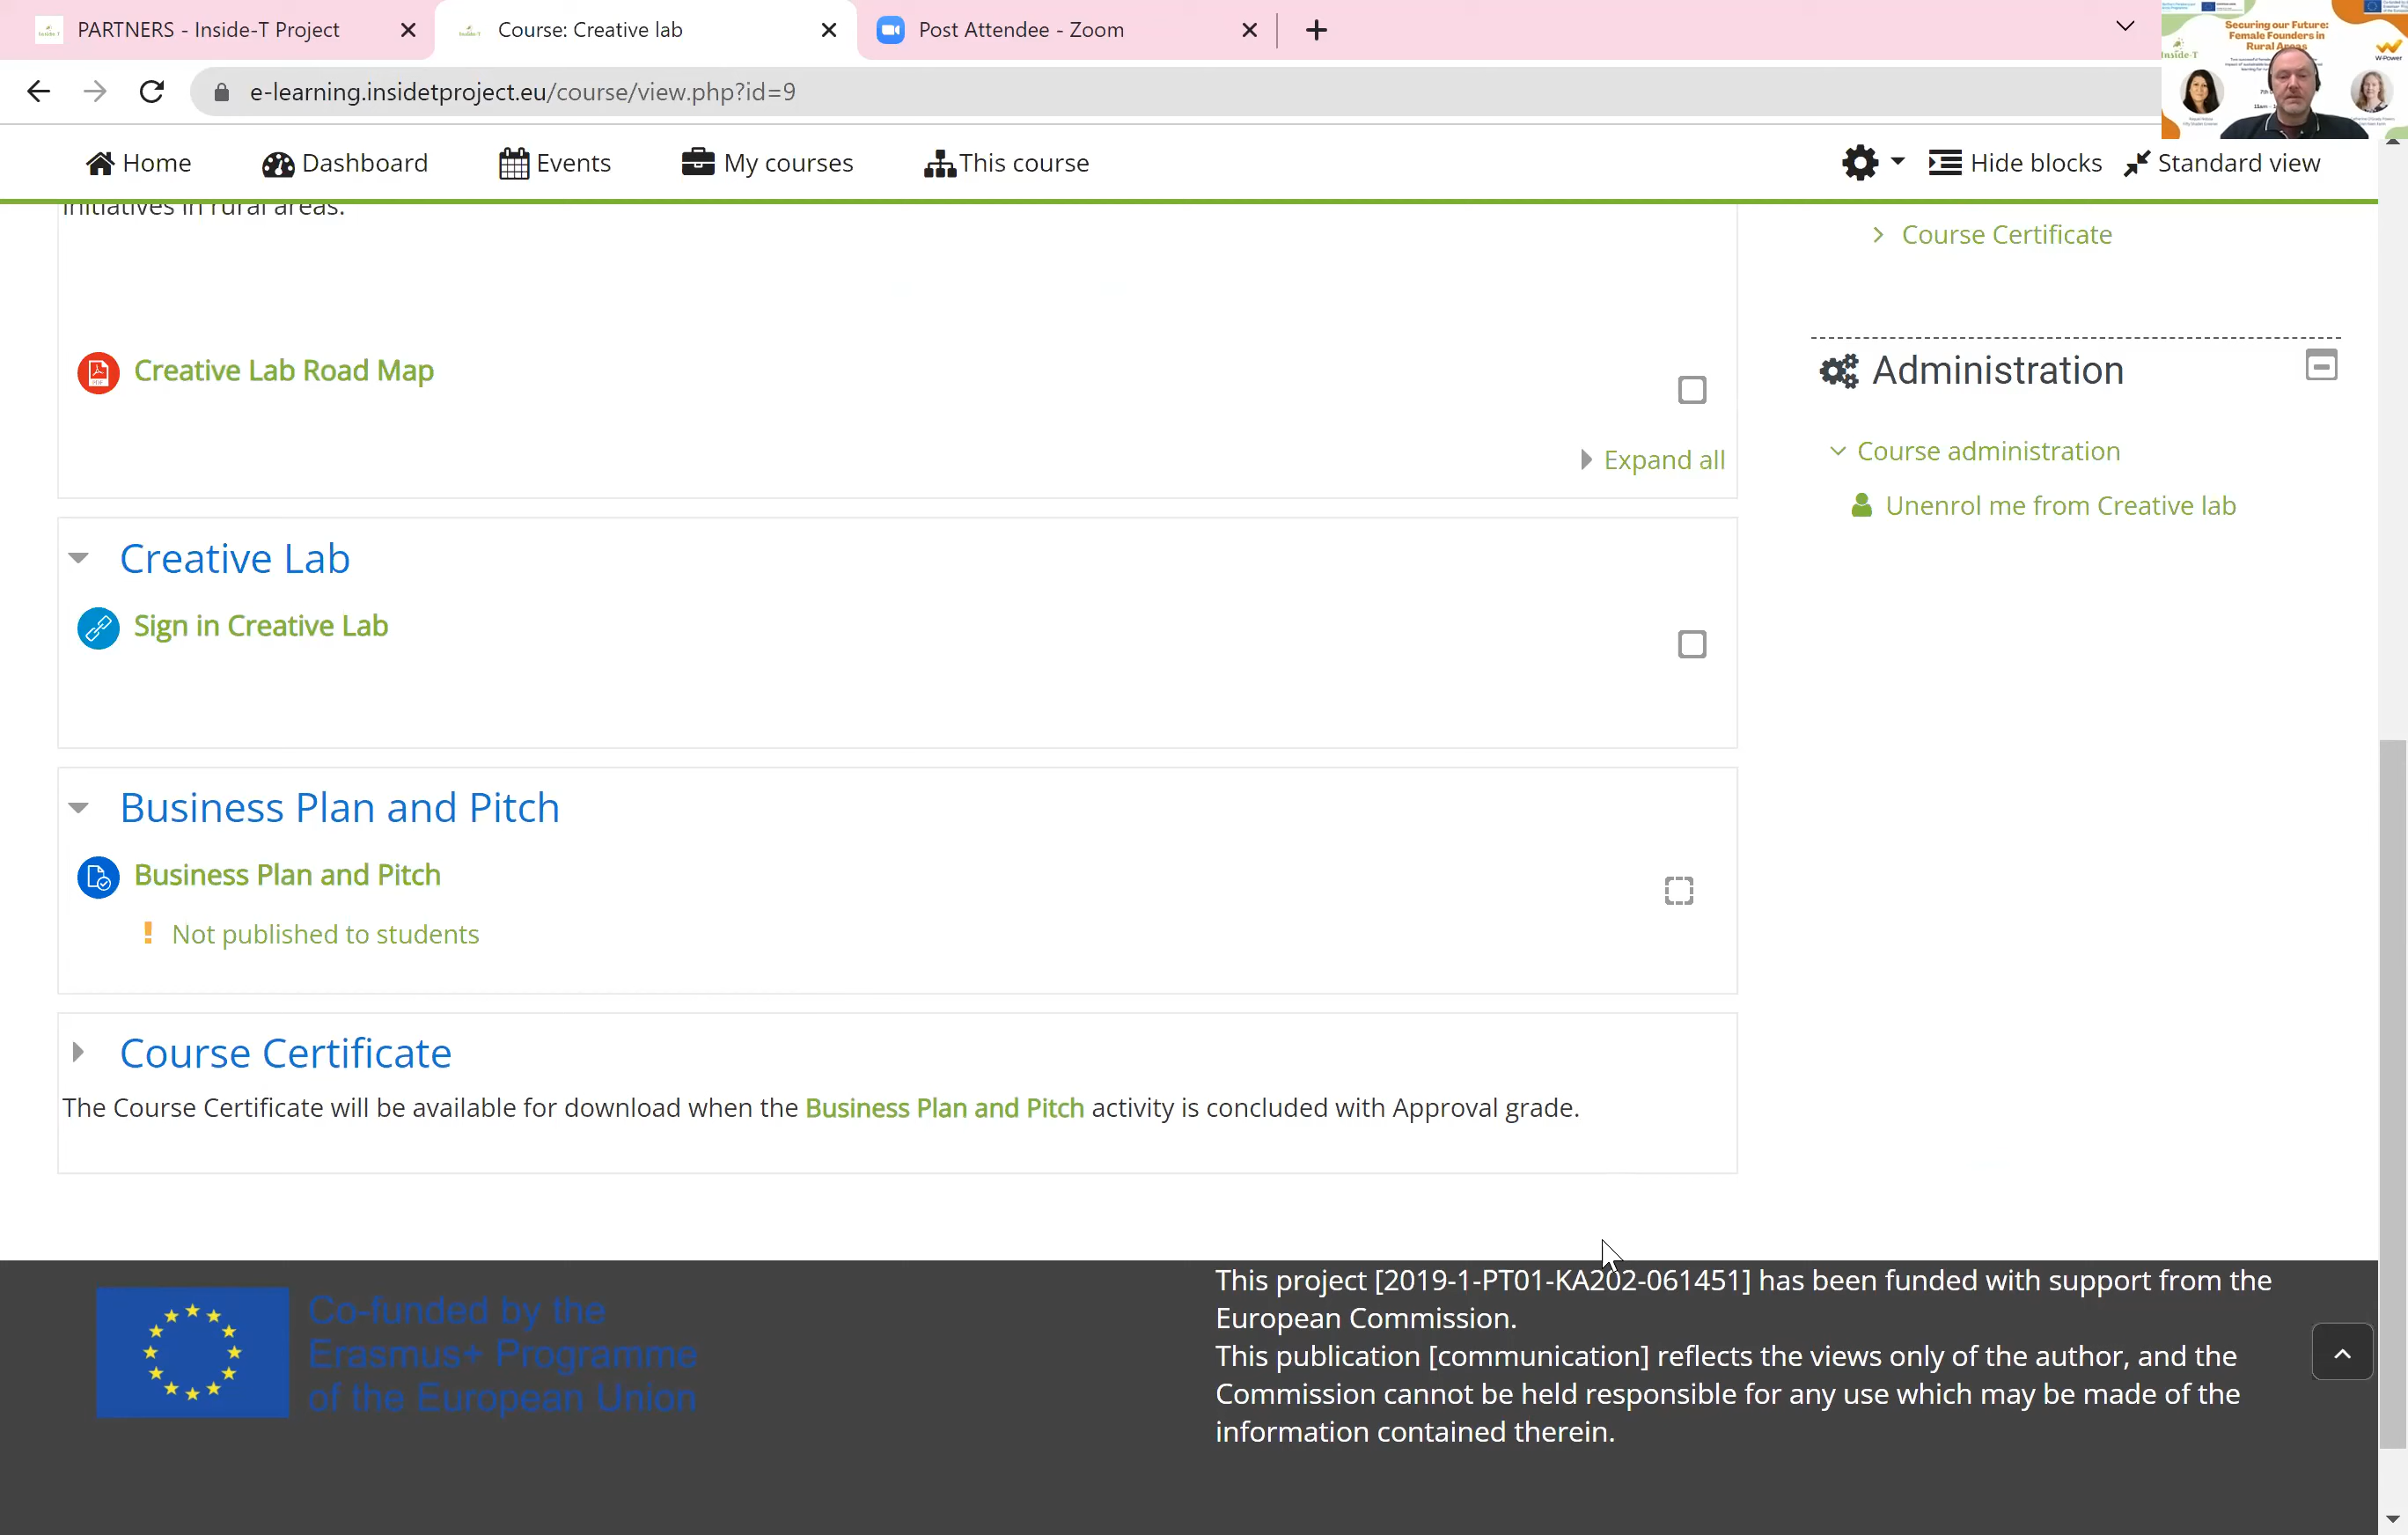 PARTNERS - Inside-T Project
Course: Creative lab
Post Attendee - Zoom
e-learning.insidetproject.eu/course/view.php?id=9
Securing our Future:
Female Founders in
Rural Areas
Inside-T
W-Power
Home
Dashboard
Events
My courses
This course
Hide blocks
Standard view
initiatives in rural areas.
Course Certificate
Creative Lab Road Map
Expand all
Administration
Course administration
Unenrol me from Creative lab
Creative Lab
Sign in Creative Lab
Business Plan and Pitch
Business Plan and Pitch
! Not published to students
Course Certificate
The Course Certificate will be available for download when the Business Plan and Pitch activity is concluded with Approval grade.
Co-funded by the
Erasmus+ Programme
of the European Union
This project [2019-1-PT01-KA202-061451] has been funded with support from the
European Commission.
This publication [communication] reflects the views only of the author, and the
Commission cannot be held responsible for any use which may be made of the
information contained therein.